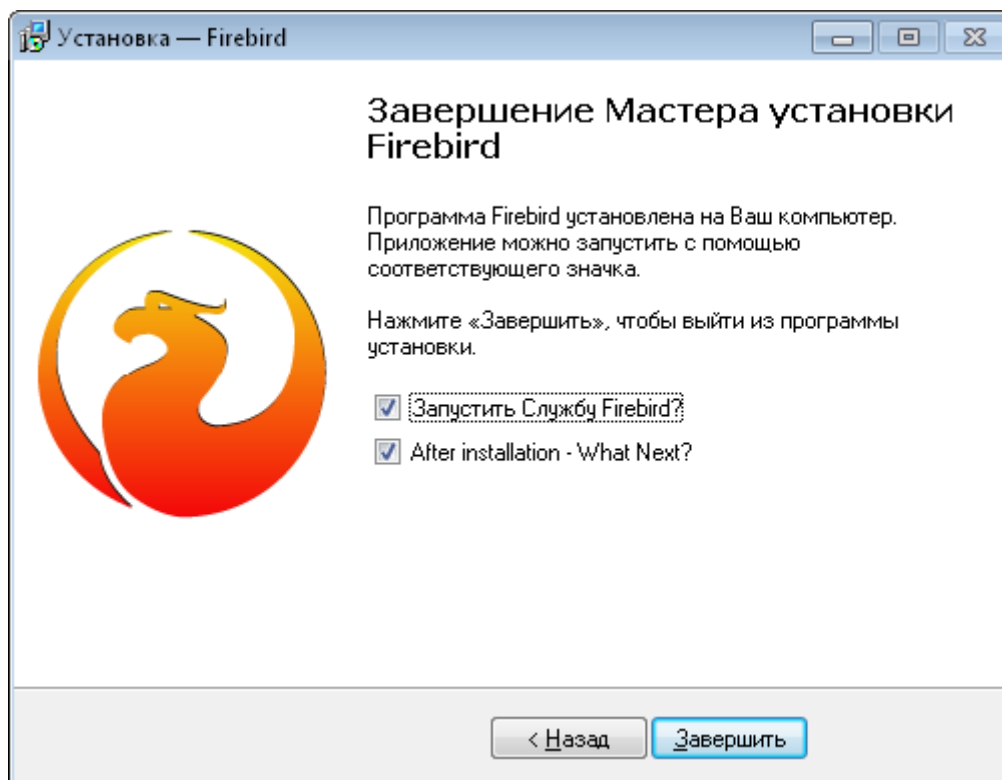 Установка — Firebird
Завершение Мастера установки
Firebird
Программа Firebird установлена на Ваш компьютер.
Приложение можно запустить с помощью
соответствующего значка.
Нажмите «Завершить», чтобы выйти из программы
установки.
Запустить Службу Firebird?
After installation - What Next?
< Назад
Завершить